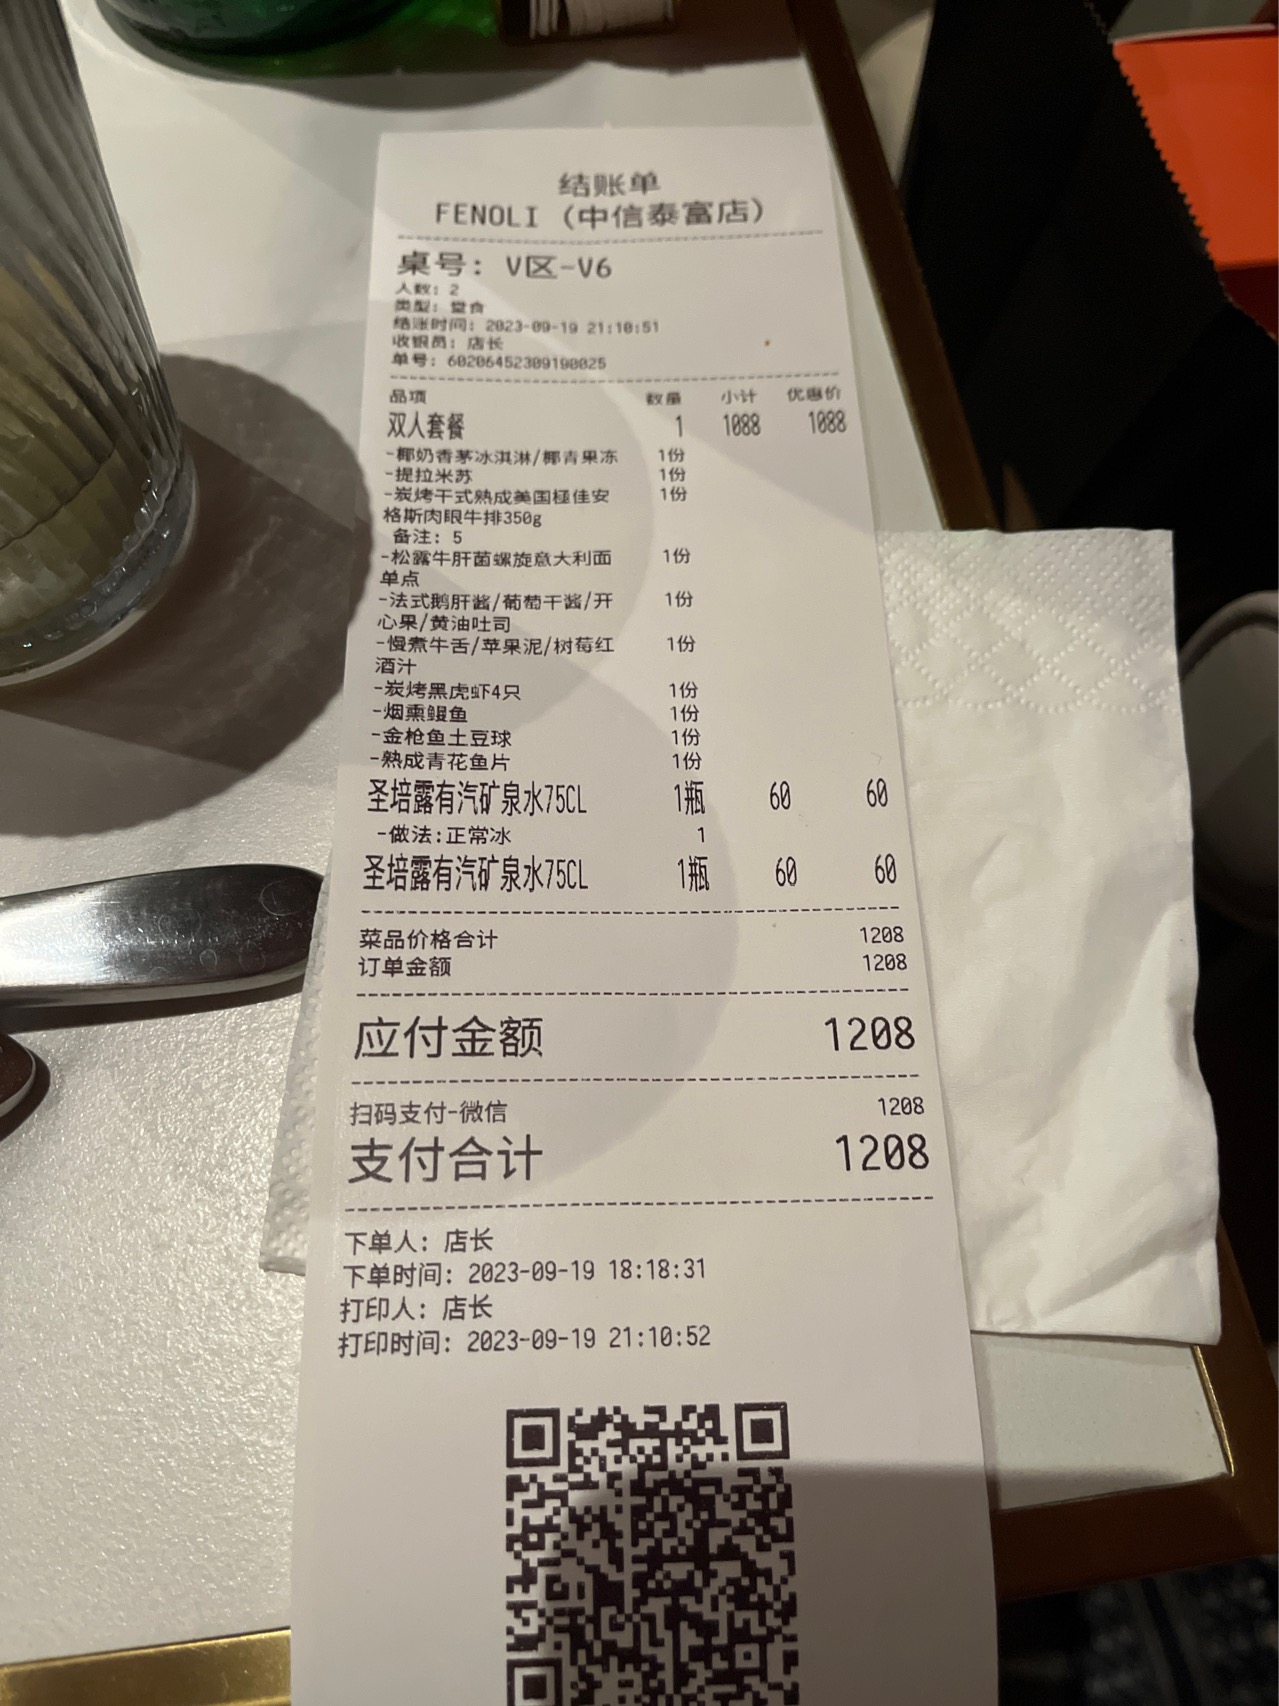 结账单
FENOLI（中信泰富店）
桌号：V区-V6
人数：2
类型：堂食
结账时间：2023-09-19 21:10:51
收银员：店长
单号：60206452309190025
品项 数量 小计 优惠价
双人套餐 1 1088 1088
-椰奶香茅冰淇淋/椰青果冻 1份
-提拉米苏 1份
-炭烤干式熟成美国極佳安 1份
格斯肉眼牛排350g
备注：5
-松露牛肝菌螺旋意大利面 1份
单点
-法式鹅肝酱/葡萄干酱/开 1份
心果/黄油吐司
-慢煮牛舌/苹果泥/树莓红 1份
酒汁
-炭烤黑虎虾4只 1份
-烟熏鳗鱼 1份
-金枪鱼土豆球 1份
-熟成青花鱼片 1份
圣培露有汽矿泉水75CL 1瓶 60 60
-做法:正常冰 1
圣培露有汽矿泉水75CL 1瓶 60 60
菜品价格合计 1208
订单金额 1208
应付金额 1208
扫码支付-微信 1208
支付合计 1208
下单人：店长
下单时间：2023-09-19 18:18:31
打印人：店长
打印时间：2023-09-19 21:10:52